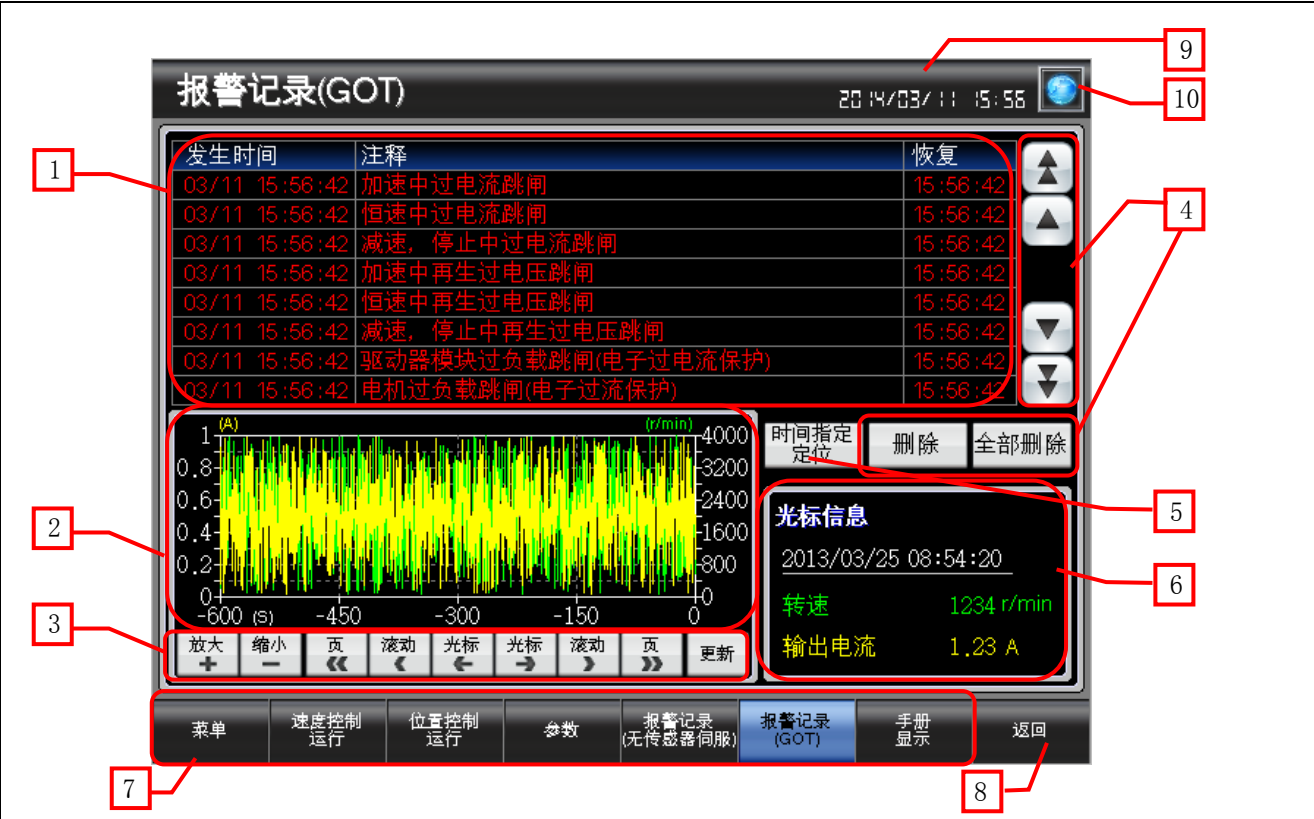 9
报警记录(GOT)
2014/03/11 15:56
10
1
发生时间 注释 恢复
03/11 15:56:42 加速中过电流跳闸 15:56:42
03/11 15:56:42 恒速中过电流跳闸 15:56:42
03/11 15:56:42 减速，停止中过电流跳闸 15:56:42
03/11 15:56:42 加速中再生过电压跳闸 15:56:42
03/11 15:56:42 恒速中再生过电压跳闸 15:56:42
03/11 15:56:42 减速，停止中再生过电压跳闸 15:56:42
03/11 15:56:42 驱动器模块过负载跳闸(电子过电流保护) 15:56:42
03/11 15:56:42 电机过负载跳闸(电子过流保护) 15:56:42
4
(A) (r/min)
1 4000
0.8 3200
0.6 2400
0.4 1600
0.2 800
0 0
-600 (S) -450 -300 -150 0
2
3
时间指定
定位
删除 全部删除
5
光标信息
2013/03/25 08:54:20
转速 1234 r/min
输出电流 1.23 A
6
放大 缩小 页 滚动 光标 光标 滚动 页 更新
菜单
速度控制
运行
位置控制
运行
参数
报警记录
(无传感器伺服)
报警记录
(GOT)
手册
显示
返回
7
8